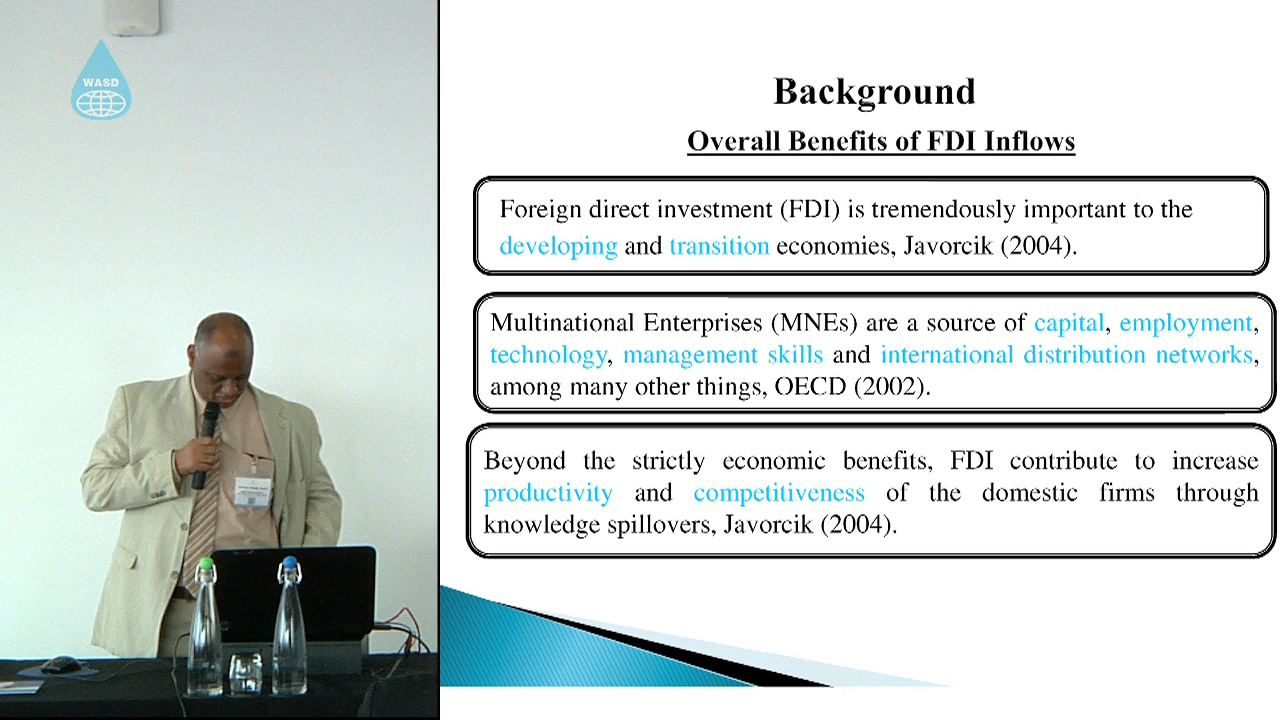 WASD
Background
Overall Benefits of FDI Inflows
Foreign direct investment (FDI) is tremendously important to the
developing and transition economies, Javorcik (2004).
Multinational Enterprises (MNEs) are a source of capital, employment,
technology, management skills and international distribution networks,
among many other things, OECD (2002).
Beyond the strictly economic benefits, FDI contribute to increase
productivity and competitiveness of the domestic firms through
knowledge spillovers, Javorcik (2004).